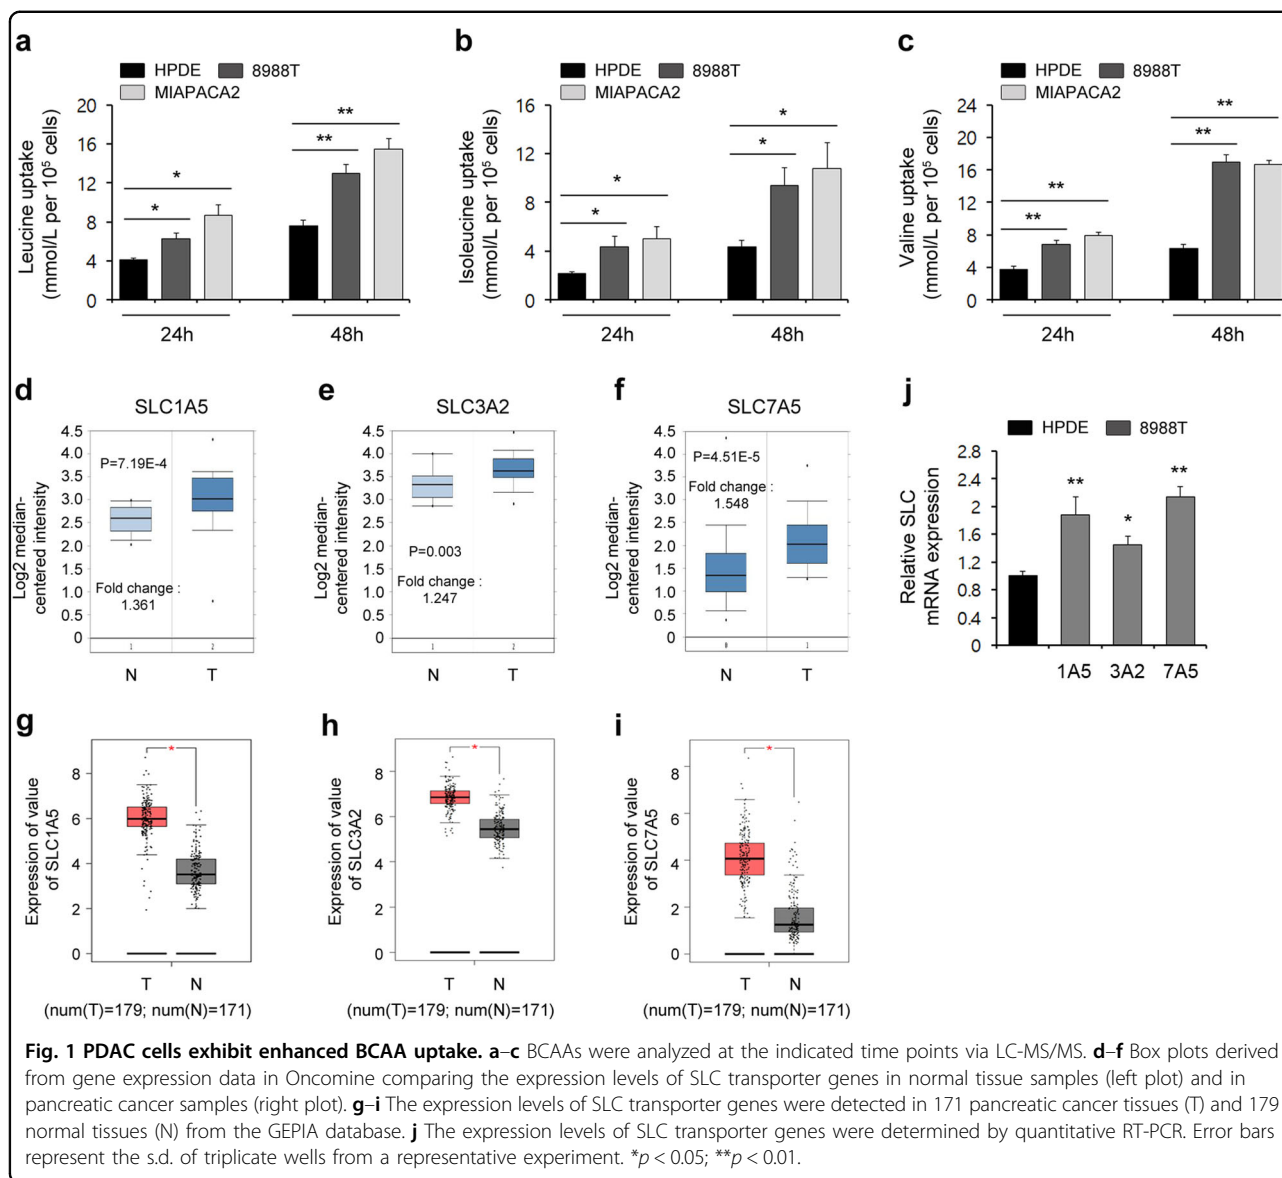 a
HPDE 8988T
MIAPACA2
Leucine uptake
(mmol/L per 10⁵ cells)
20
16
12
8
4
0
*
*
**
**
24h 48h
b
HPDE 8988T
MIAPACA2
Isoleucine uptake
(mmol/L per 10⁵ cells)
16
12
8
4
0
*
*
*
*
24h 48h
c
HPDE 8988T
MIAPACA2
Valine uptake
(mmol/L per 10⁵ cells)
24
20
16
12
8
4
0
**
**
**
**
24h 48h
d
SLC1A5
Log2 median-
centered intensity
4.5
4.0
3.5
3.0
2.5
2.0
1.5
1.0
0.5
0
P=7.19E-4
Fold change :
1.361
1 2
N T
e
SLC3A2
Log2 median-
centered intensity
4.5
4.0
3.5
3.0
2.5
2.0
1.5
1.0
0.5
0
P=0.003
Fold change :
1.247
1 2
N T
f
SLC7A5
Log2 median-
centered intensity
4.5
4.0
3.5
3.0
2.5
2.0
1.5
1.0
0.5
0
P=4.51E-5
Fold change :
1.548
N T
j
HPDE 8988T
Relative SLC
mRNA expression
2.8
2.4
2
1.6
1.2
0.8
0.4
0
**
*
**
1A5 3A2 7A5
g
Expression of value
of SLC1A5
8
6
4
2
0
*
T N
(num(T)=179; num(N)=171)
h
Expression of value
of SLC3A2
8
6
4
2
0
*
T N
(num(T)=179; num(N)=171)
i
Expression of value
of SLC7A5
8
6
4
2
0
*
T N
(num(T)=179; num(N)=171)
Fig. 1 PDAC cells exhibit enhanced BCAA uptake. a–c BCAAs were analyzed at the indicated time points via LC-MS/MS. d–f Box plots derived
from gene expression data in Oncomine comparing the expression levels of SLC transporter genes in normal tissue samples (left plot) and in
pancreatic cancer samples (right plot). g–i The expression levels of SLC transporter genes were detected in 171 pancreatic cancer tissues (T) and 179
normal tissues (N) from the GEPIA database. j The expression levels of SLC transporter genes were determined by quantitative RT-PCR. Error bars
represent the s.d. of triplicate wells from a representative experiment. *p < 0.05; **p < 0.01.